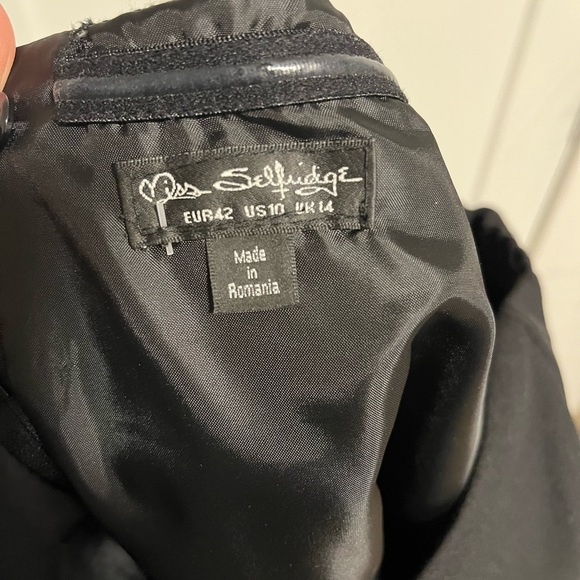 Miss Selfridge
EUR42 US10 UK14
Made
in
Romania